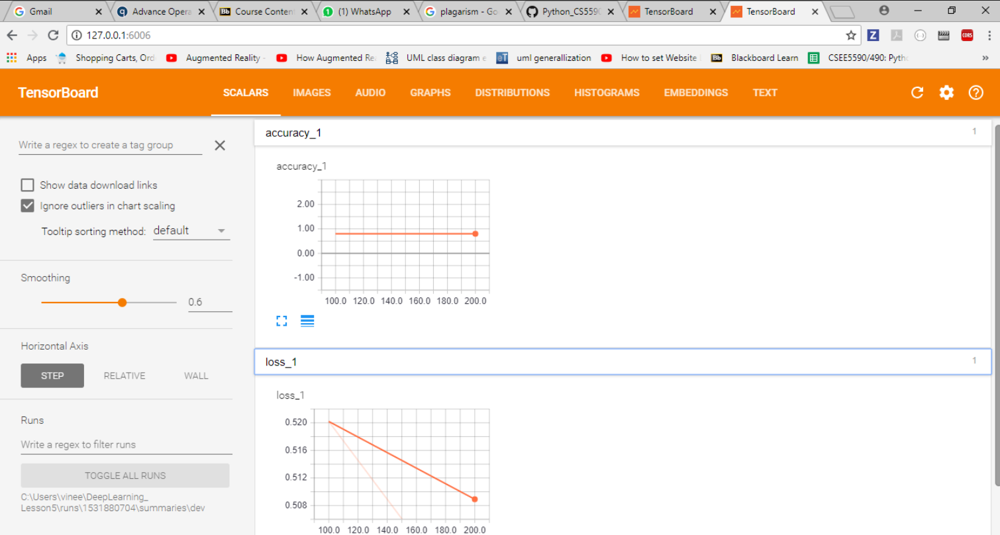 Gmail
Advance Opera
Course Content
(1) WhatsApp
plagarism - Go
Python_CS559
TensorBoard
TensorBoard
127.0.0.1:6006
Apps
Shopping Carts, Ord
Augmented Reality -
How Augmented Re
UML class diagram e
uml generallization
How to set Website
Blackboard Learn
CSEE5590/490: Pyth
TensorBoard
SCALARS
IMAGES
AUDIO
GRAPHS
DISTRIBUTIONS
HISTOGRAMS
EMBEDDINGS
TEXT
Write a regex to create a tag group
Show data download links
Ignore outliers in chart scaling
Tooltip sorting method: default
Smoothing
0.6
Horizontal Axis
STEP RELATIVE WALL
Runs
Write a regex to filter runs
TOGGLE ALL RUNS
C:\Users\vinee\DeepLearning_
Lesson5\runs\1531880704\summaries\dev
accuracy_1 1
accuracy_1
2.00
1.00
0.00
-1.00
100.0 120.0 140.0 160.0 180.0 200.0
loss_1 1
loss_1
0.520
0.516
0.512
0.508
100.0 120.0 140.0 160.0 180.0 200.0